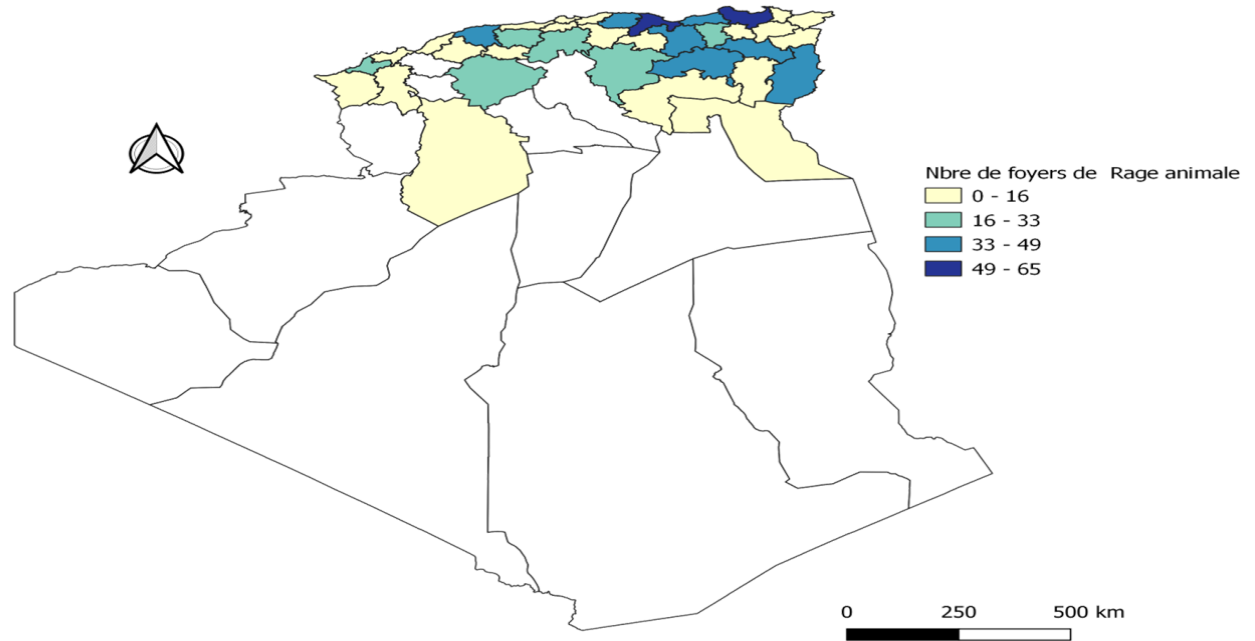 Nbre de foyers de Rage animale
0 - 16
16 - 33
33 - 49
49 - 65
0 250 500 km